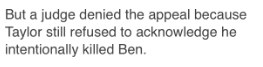 But a judge denied the appeal because
Taylor still refused to acknowledge he
intentionally killed Ben.